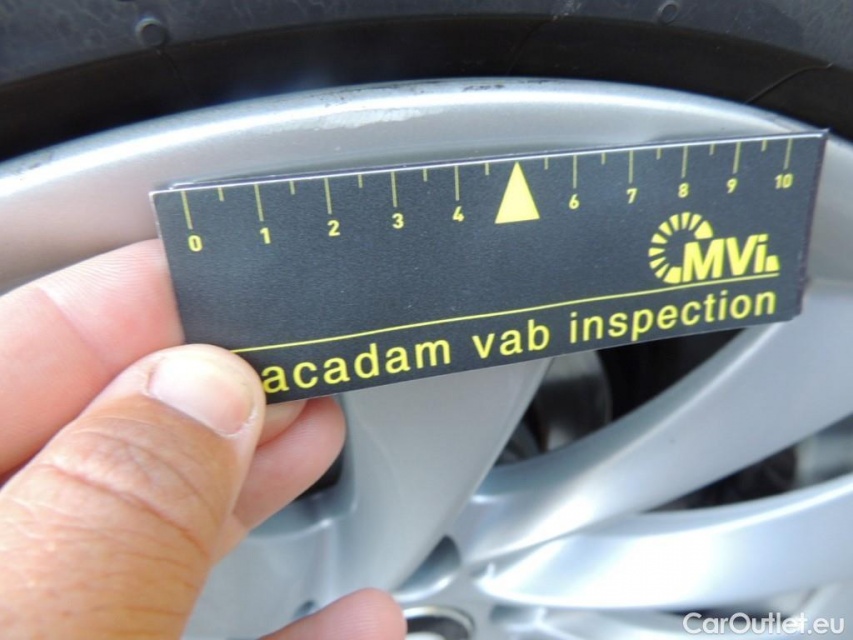 0 1 2 3 4 6 7 8 9 10
MVi
acadam vab inspection
CarOutlet.eu